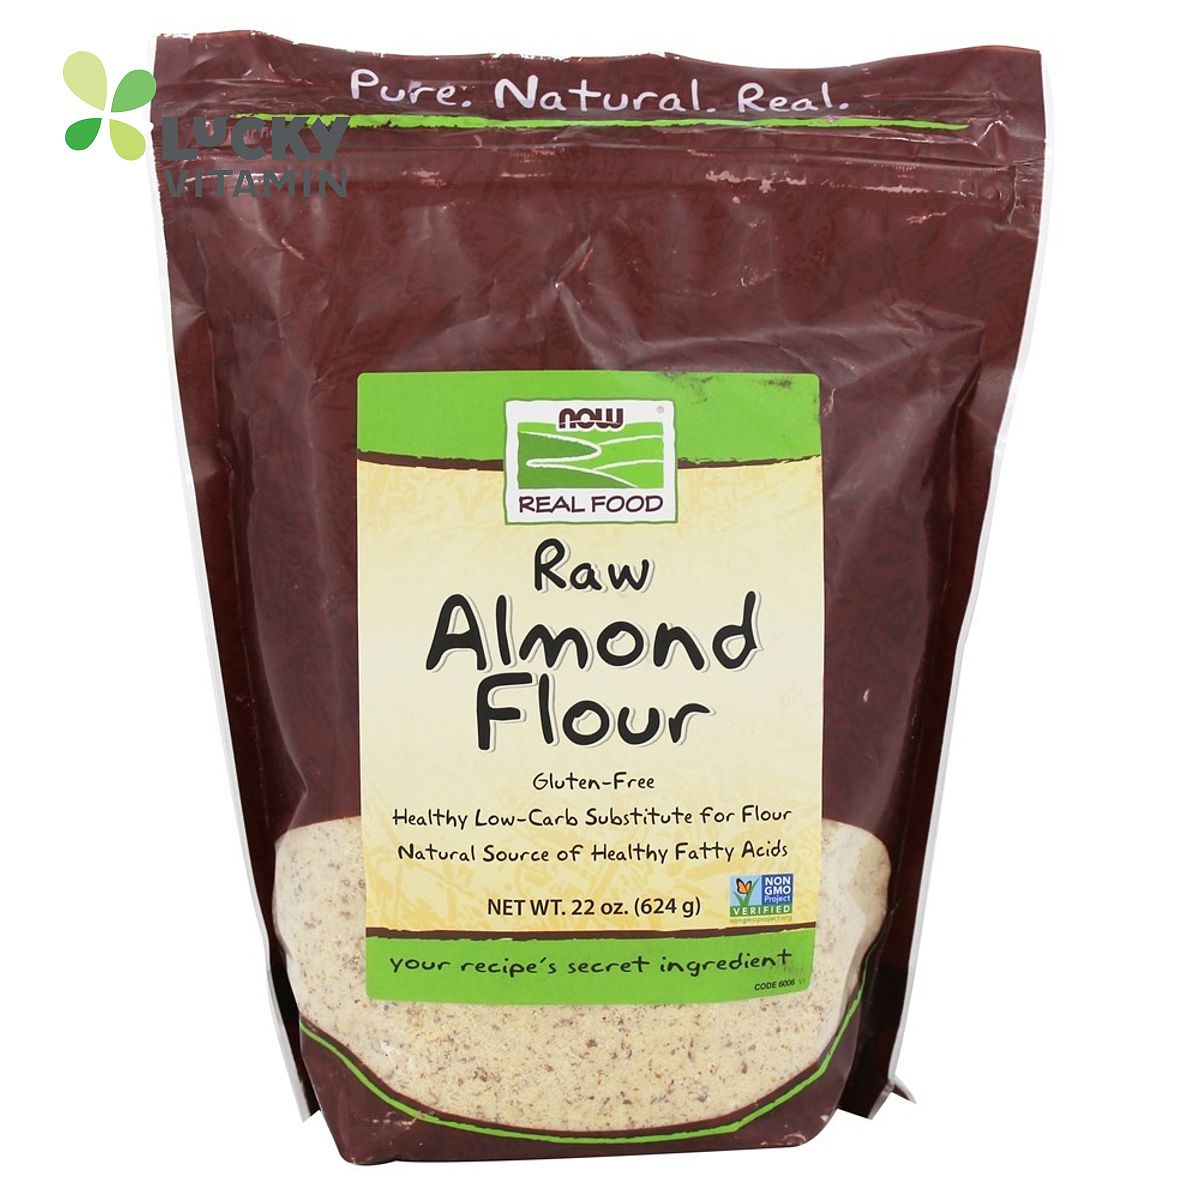 Pure. Natural. Real.
LUCKY
VITAMIN
now
®
REAL FOOD
Raw
Almond
Flour
Gluten-Free
Healthy Low-Carb Substitute for Flour
Natural Source of Healthy Fatty Acids
NET WT. 22 oz. (624 g)
NON
GMO
Project
VERIFIED
nongmoproject.org
your recipe's secret ingredient
CODE 6006